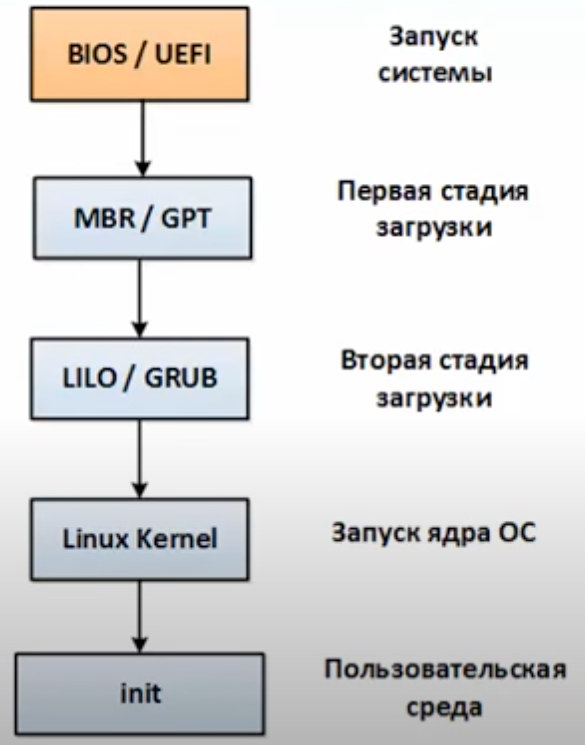 BIOS / UEFI
Запуск
системы
MBR / GPT
Первая стадия
загрузки
LILO / GRUB
Вторая стадия
загрузки
Linux Kernel
Запуск ядра ОС
init
Пользовательская
среда